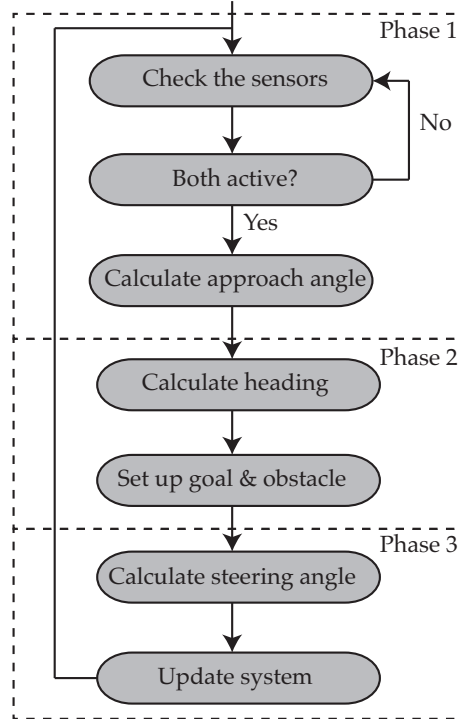 Phase 1
Check the sensors
No
Both active?
Yes
Calculate approach angle
Phase 2
Calculate heading
Set up goal & obstacle
Phase 3
Calculate steering angle
Update system